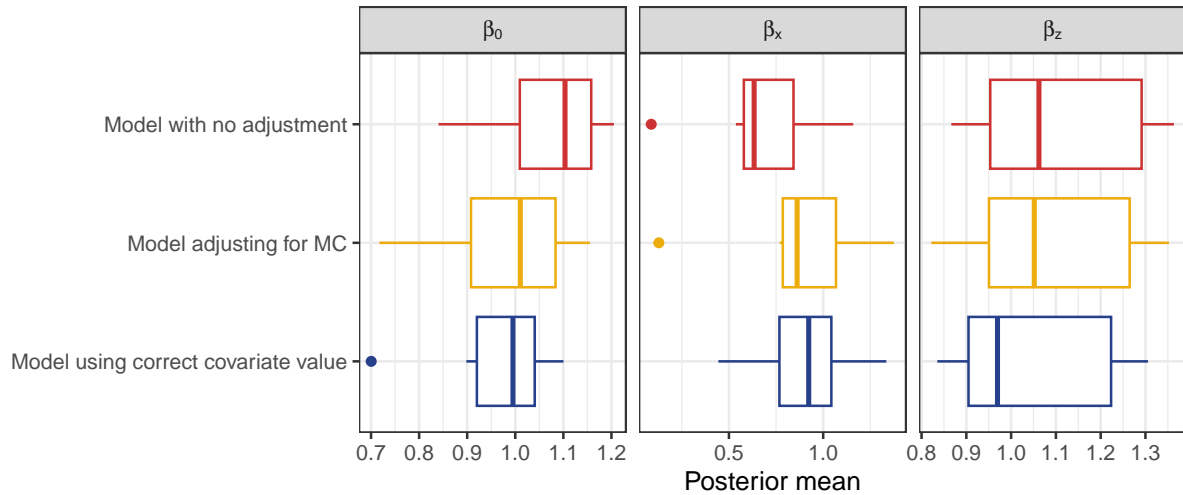 β₀ βₓ β_z
Model with no adjustment
Model adjusting for MC
Model using correct covariate value
0.7 0.8 0.9 1.0 1.1 1.2 0.5 1.0 0.8 0.9 1.0 1.1 1.2 1.3
Posterior mean